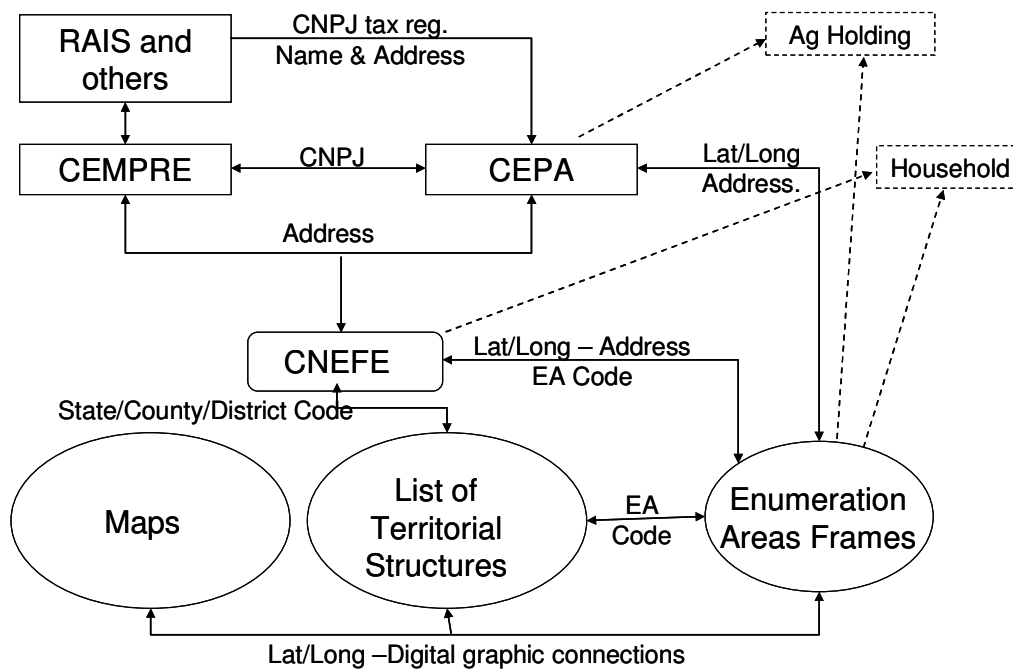 CNPJ tax reg.
Name & Address
RAIS and
others
Ag Holding
CEMPRE
CNPJ
CEPA
Lat/Long
Address.
Household
Address
CNEFE
Lat/Long – Address
EA Code
State/County/District Code
Maps
List of
Territorial
Structures
EA
Code
Enumeration
Areas Frames
Lat/Long –Digital graphic connections